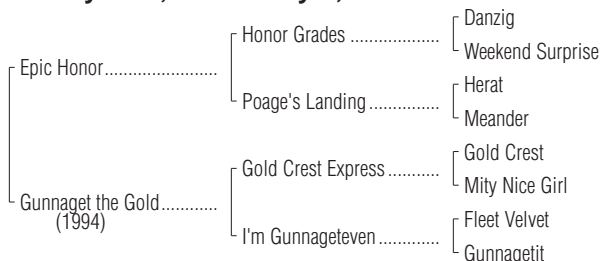 Danzig
Honor Grades ....................
Weekend Surprise
Epic Honor.........................
Herat
Poage's Landing ................
Meander
Gold Crest
Gold Crest Express ............
Mity Nice Girl
Gunnaget the Gold............
(1994)
Fleet Velvet
I'm Gunnageteven ..............
Gunnagetit